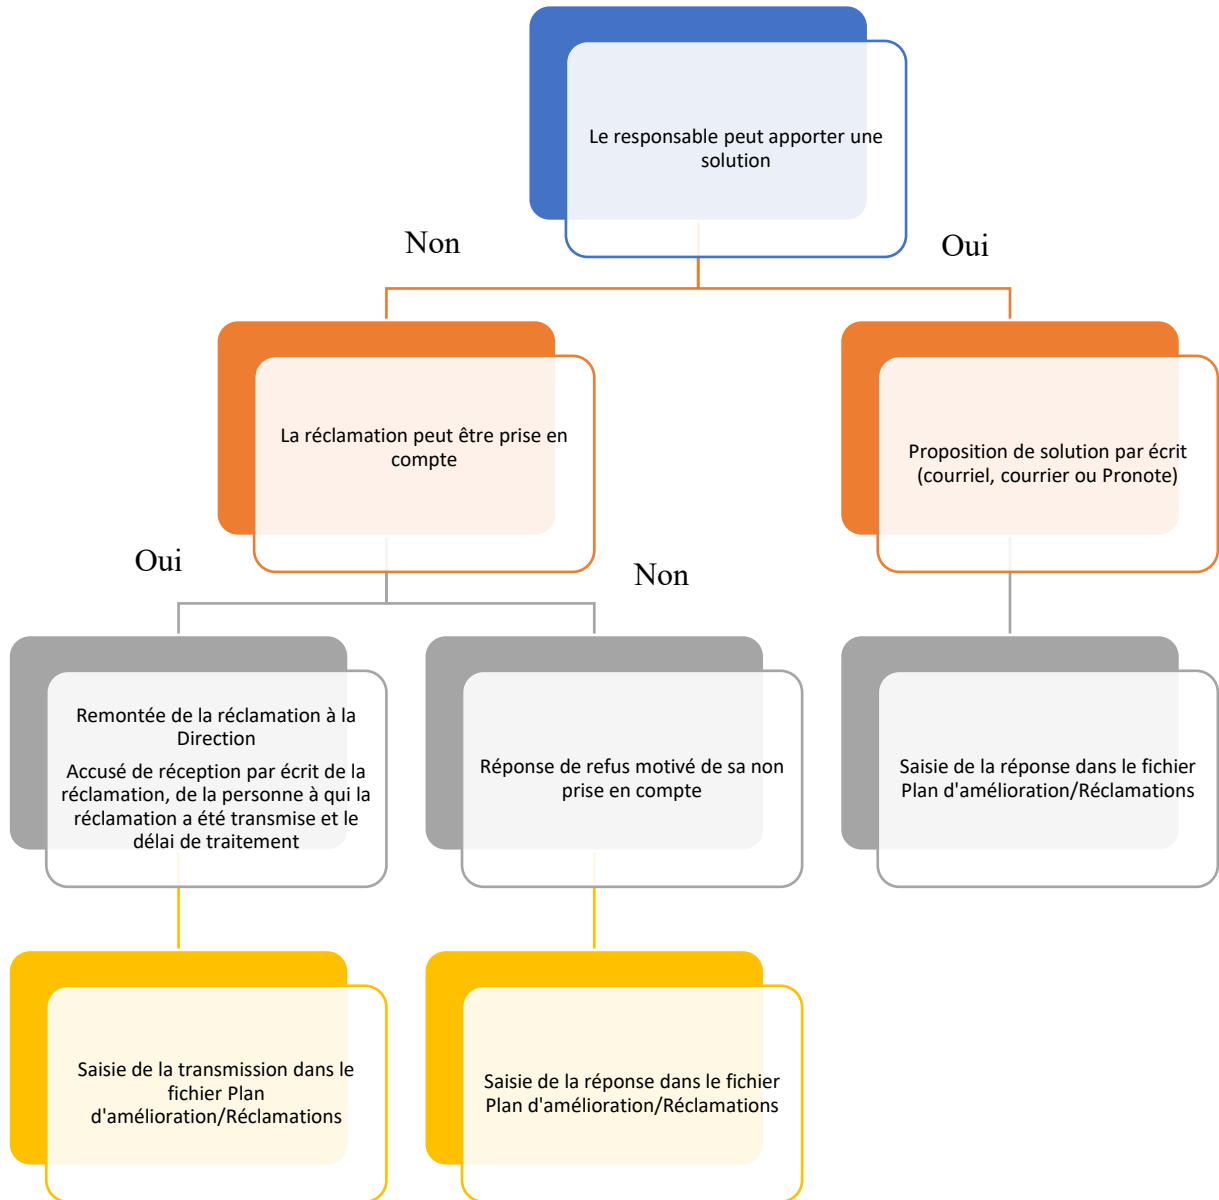 Le responsable peut apporter une
solution
Non
Oui
La réclamation peut être prise en
compte
Proposition de solution par écrit
(courriel, courrier ou Pronote)
Oui
Non
Remontée de la réclamation à la
Direction
Accusé de réception par écrit de la
réclamation, de la personne à qui la
réclamation a été transmise et le
délai de traitement
Réponse de refus motivé de sa non
prise en compte
Saisie de la réponse dans le fichier
Plan d'amélioration/Réclamations
Saisie de la transmission dans le
fichier Plan
d'amélioration/Réclamations
Saisie de la réponse dans le fichier
Plan d'amélioration/Réclamations